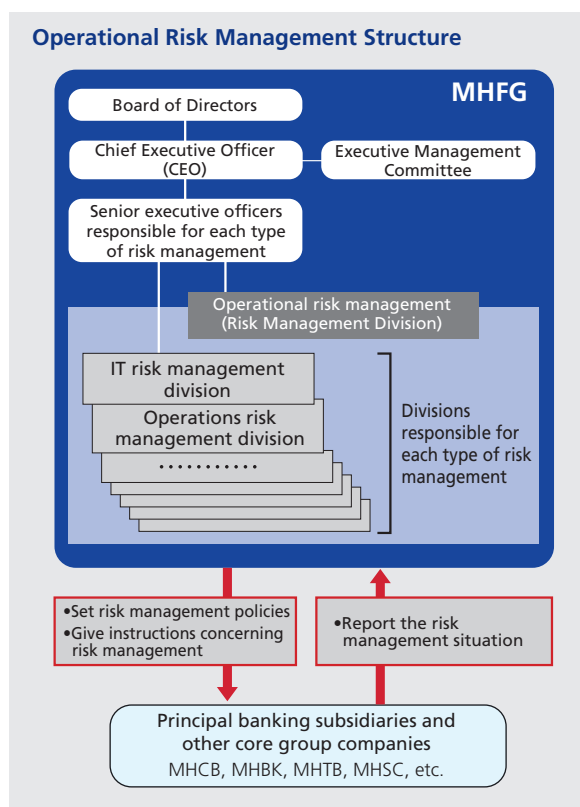 Operational Risk Management Structure
MHFG
Board of Directors
Chief Executive Officer
(CEO)
Executive Management
Committee
Senior executive officers
responsible for each type
of risk management
Operational risk management
(Risk Management Division)
IT risk management
division
Operations risk
management division
• • • • • • • • • • •
Divisions
responsible for
each type of risk
management
•Set risk management policies
•Give instructions concerning
risk management
•Report the risk
management situation
Principal banking subsidiaries and
other core group companies
MHCB, MHBK, MHTB, MHSC, etc.